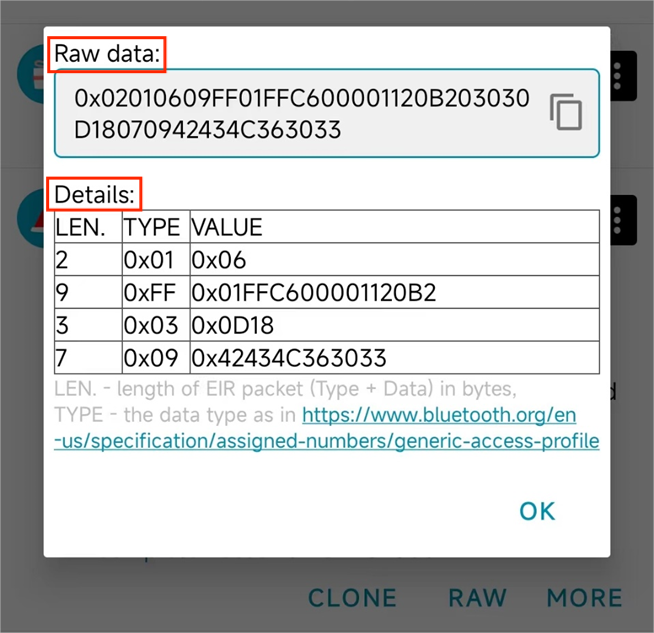 Raw data:
0x02010609FF01FFC600001120B203030
D18070942434C363033
Details:
LEN. TYPE VALUE
2 0x01 0x06
9 0xFF 0x01FFC600001120B2
3 0x03 0x0D18
7 0x09 0x42434C363033
LEN. - length of EIR packet (Type + Data) in bytes,
TYPE - the data type as in https://www.bluetooth.org/en
-us/specification/assigned-numbers/generic-access-profile
OK
CLONE RAW MORE